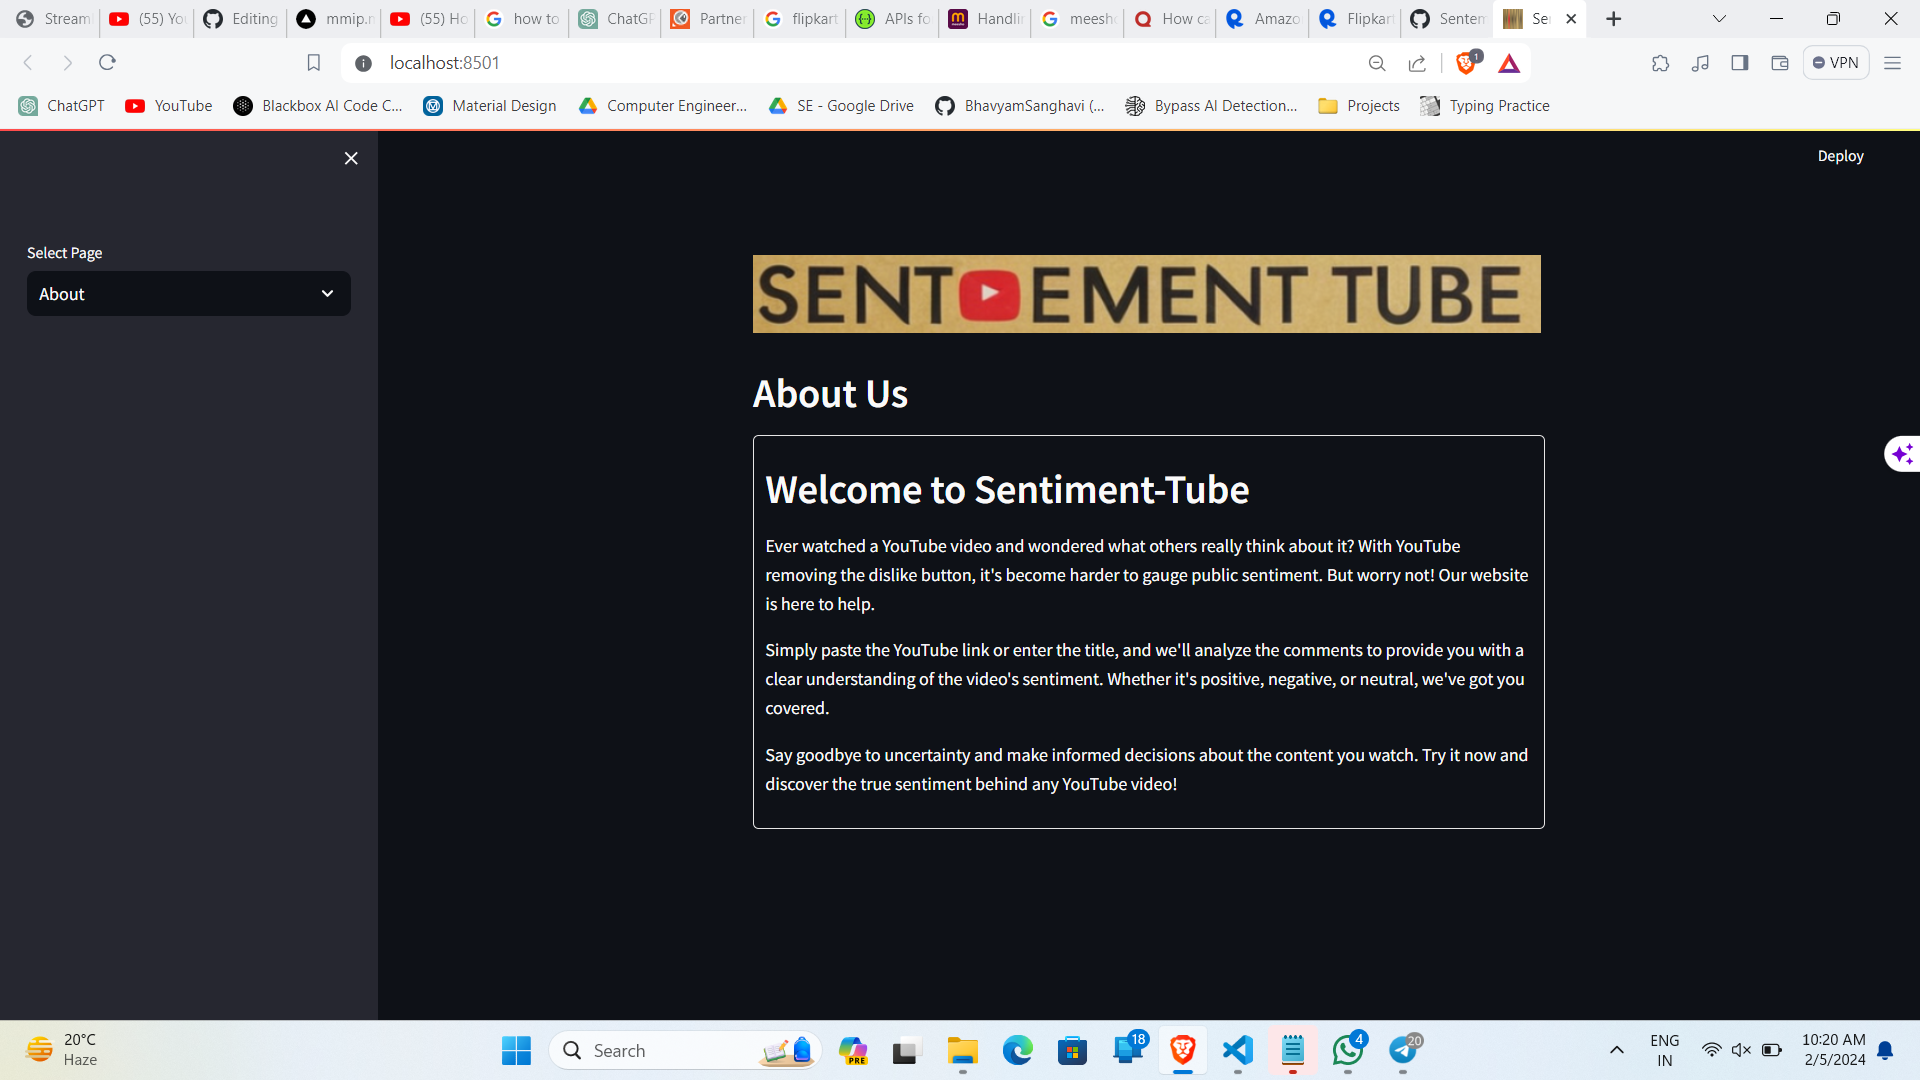 Stream
(55) You
Editing
mmip.n
(55) Ho
how to
ChatGP
Partner
flipkart
APIs fo
Handlin
meesho
How ca
Amazo
Flipkart
Sentem
Se
localhost:8501
1
VPN
ChatGPT YouTube Blackbox AI Code C... Material Design Computer Engineer... SE - Google Drive BhavyamSanghavi (... Bypass AI Detection... Projects Typing Practice
Deploy
Select Page
About
SENT EMENT TUBE
About Us
Welcome to Sentiment-Tube
Ever watched a YouTube video and wondered what others really think about it? With YouTube
removing the dislike button, it's become harder to gauge public sentiment. But worry not! Our website
is here to help.
Simply paste the YouTube link or enter the title, and we'll analyze the comments to provide you with a
clear understanding of the video's sentiment. Whether it's positive, negative, or neutral, we've got you
covered.
Say goodbye to uncertainty and make informed decisions about the content you watch. Try it now and
discover the true sentiment behind any YouTube video!
20°C
Haze
Search
PRE
18
4
20
ENG
IN
10:20 AM
2/5/2024